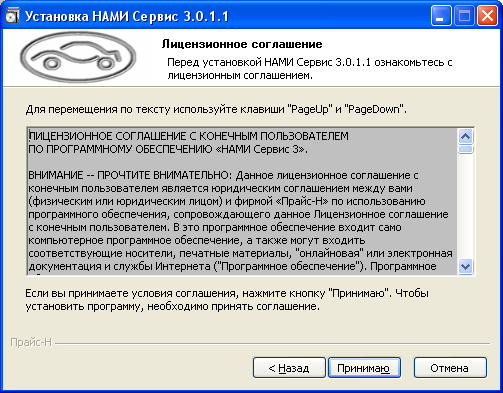 Установка НАМИ Сервис 3.0.1.1
Лицензионное соглашение
Перед установкой НАМИ Сервис 3.0.1.1 ознакомьтесь с
лицензионным соглашением.
Для перемещения по тексту используйте клавиши "PageUp" и "PageDown".
ЛИЦЕНЗИОННОЕ СОГЛАШЕНИЕ С КОНЕЧНЫМ ПОЛЬЗОВАТЕЛЕМ
ПО ПРОГРАММНОМУ ОБЕСПЕЧЕНИЮ «НАМИ Сервис 3».
ВНИМАНИЕ -- ПРОЧТИТЕ ВНИМАТЕЛЬНО: Данное лицензионное соглашение с
конечным пользователем является юридическим соглашением между вами
(физическим или юридическим лицом) и фирмой «Прайс-Н» по использованию
программного обеспечения, сопровождающего данное Лицензионное соглашение
с конечным пользователем. В это программное обеспечение входит само
компьютерное программное обеспечение, а также могут входить
соответствующие носители, печатные материалы, "онлайновая" или электронная
документация и службы Интернета ("Программное обеспечение"). Программное
Если вы принимаете условия соглашения, нажмите кнопку "Принимаю". Чтобы
установить программу, необходимо принять соглашение.
Прайс-Н
< Назад
Принимаю
Отмена